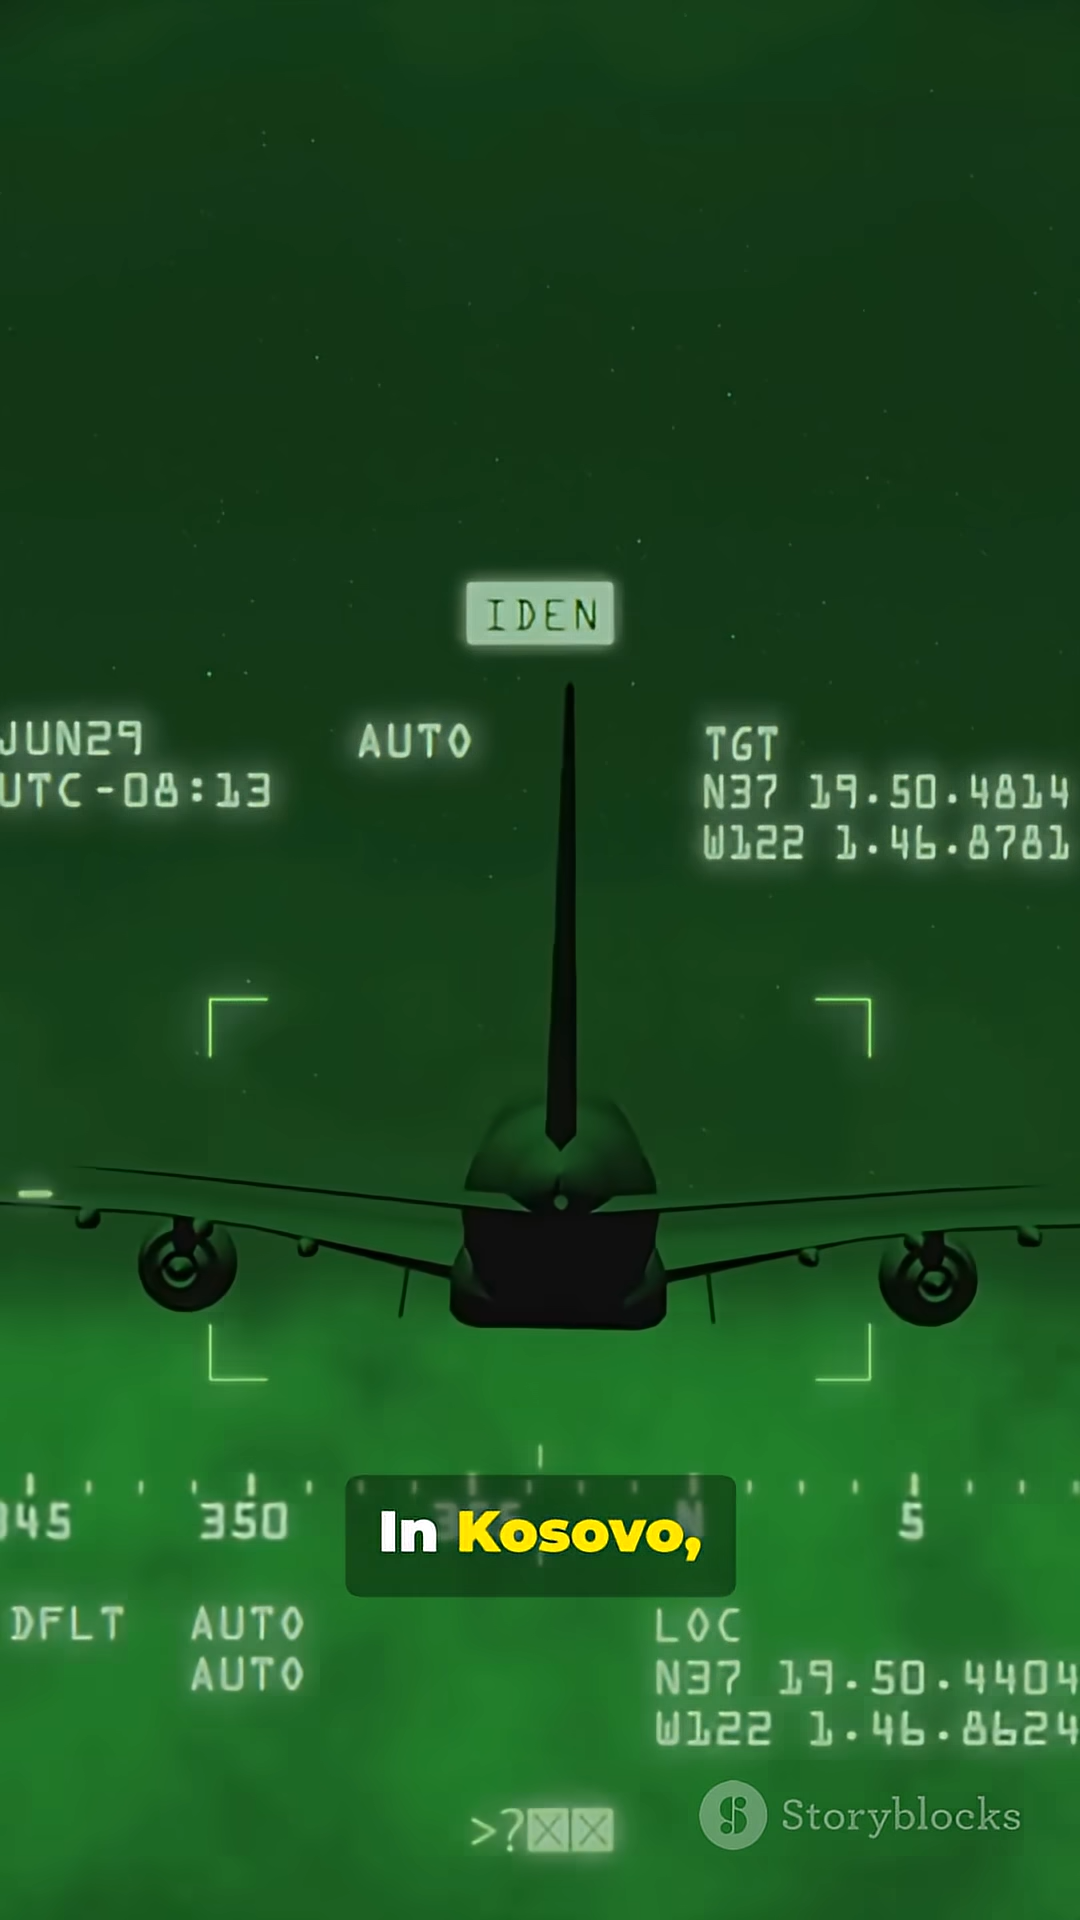 IDEN
JUN29
UTC-08:13
AUTO
TGT
N37 19.50.4814
W122 1.46.8781
345 350 N 5
In Kosovo,
DFLT AUTO
AUTO
LOC
N37 19.50.4404
W122 1.46.8624
>?
Storyblocks